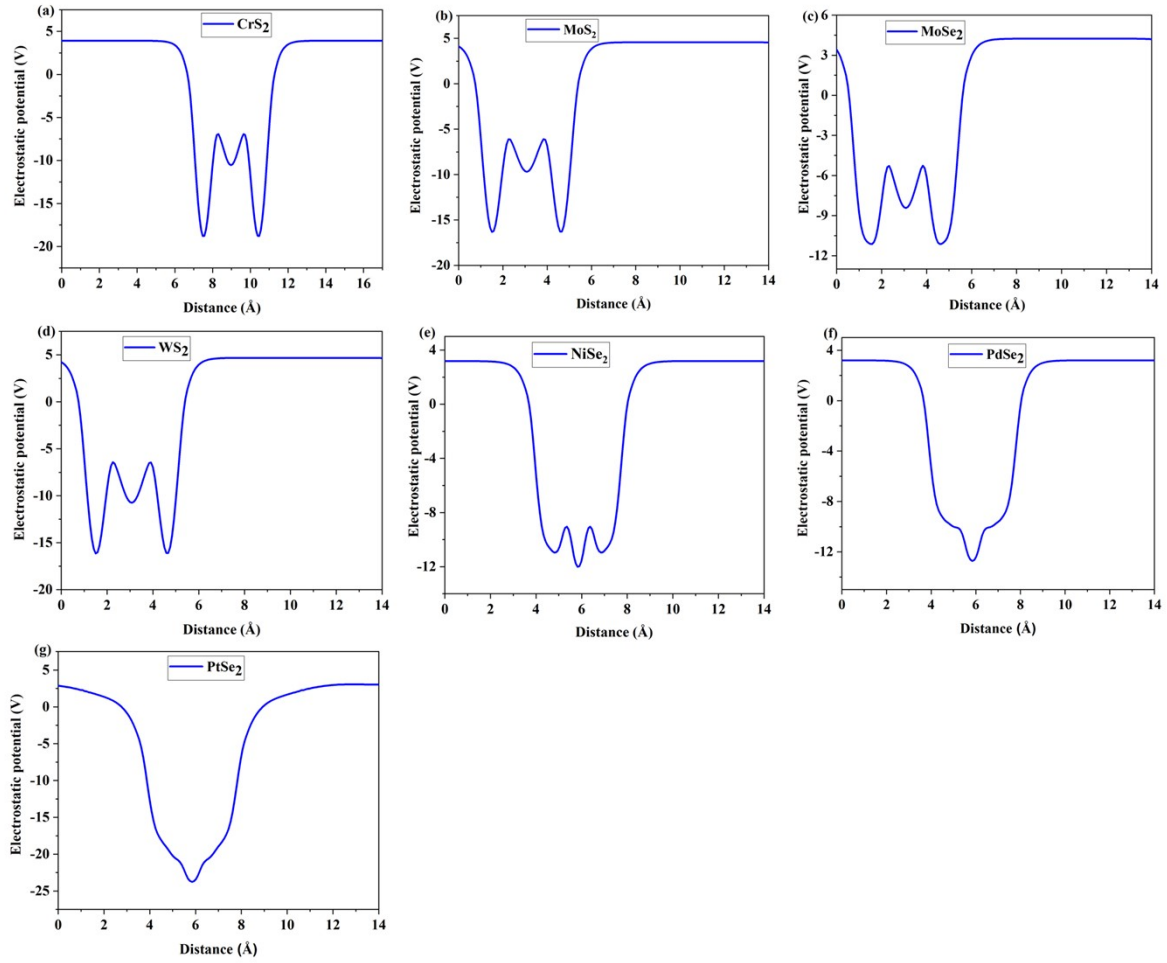 (a)
CrS2
Electrostatic potential (V)
5
0
-5
-10
-15
-20
0 2 4 6 8 10 12 14 16
Distance (Å)
(b)
MoS2
Electrostatic potential (V)
5
0
-5
-10
-15
-20
0 2 4 6 8 10 12 14
Distance (Å)
(c)
MoSe2
Electrostatic potential (V)
6
3
0
-3
-6
-9
-12
0 2 4 6 8 10 12 14
Distance (Å)
(d)
WS2
Electrostatic potential (V)
5
0
-5
-10
-15
-20
0 2 4 6 8 10 12 14
Distance (Å)
(e)
NiSe2
Electrostatic potential (V)
4
0
-4
-8
-12
0 2 4 6 8 10 12 14
Distance (Å)
(f)
PdSe2
Electrostatic potential (V)
4
0
-4
-8
-12
0 2 4 6 8 10 12 14
Distance (Å)
(g)
PtSe2
Electrostatic potential (V)
5
0
-5
-10
-15
-20
-25
0 2 4 6 8 10 12 14
Distance (Å)